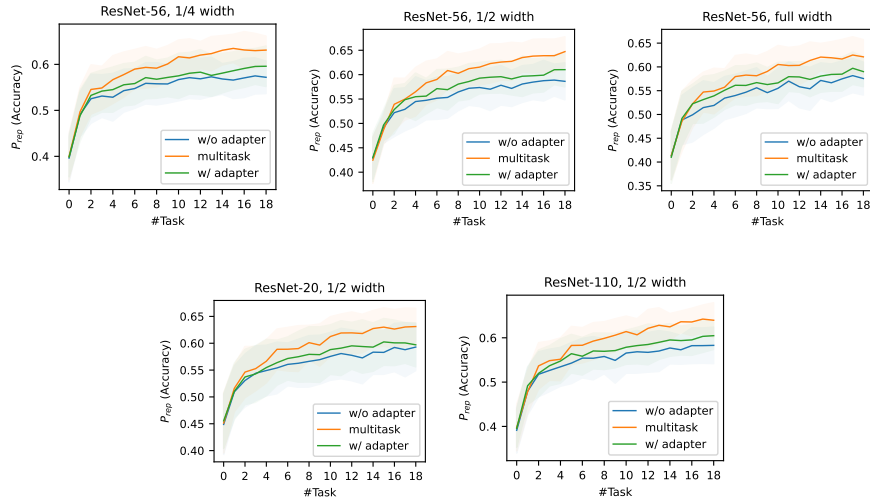 ResNet-56, 1/4 width
P_rep (Accuracy)
0.6
0.5
0.4
w/o adapter
multitask
w/ adapter
0 2 4 6 8 10 12 14 16 18
#Task
ResNet-56, 1/2 width
P_rep (Accuracy)
0.65
0.60
0.55
0.50
0.45
0.40
w/o adapter
multitask
w/ adapter
0 2 4 6 8 10 12 14 16 18
#Task
ResNet-56, full width
P_rep (Accuracy)
0.65
0.60
0.55
0.50
0.45
0.40
0.35
w/o adapter
multitask
w/ adapter
0 2 4 6 8 10 12 14 16 18
#Task
ResNet-20, 1/2 width
P_rep (Accuracy)
0.65
0.60
0.55
0.50
0.45
0.40
w/o adapter
multitask
w/ adapter
0 2 4 6 8 10 12 14 16 18
#Task
ResNet-110, 1/2 width
P_rep (Accuracy)
0.6
0.5
0.4
w/o adapter
multitask
w/ adapter
0 2 4 6 8 10 12 14 16 18
#Task